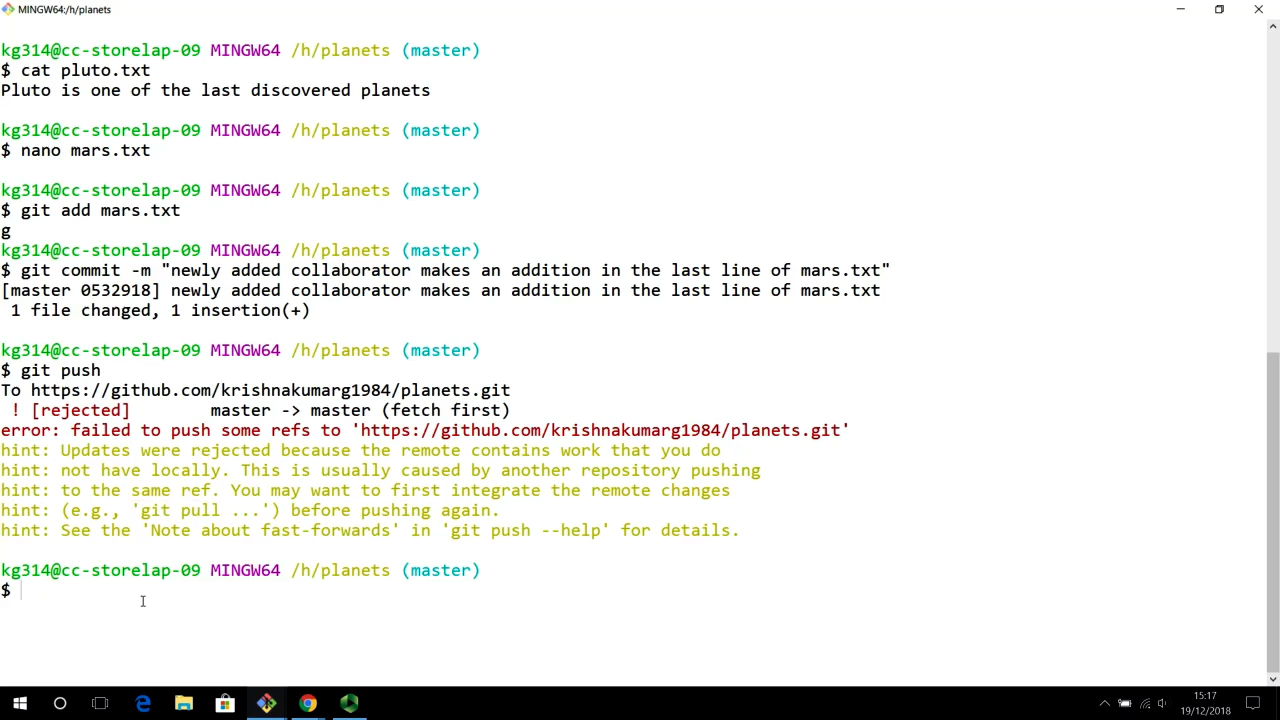 MINGW64:/h/planets
kg314@cc-storelap-09 MINGW64 /h/planets (master)
$ cat pluto.txt
Pluto is one of the last discovered planets
kg314@cc-storelap-09 MINGW64 /h/planets (master)
$ nano mars.txt
kg314@cc-storelap-09 MINGW64 /h/planets (master)
$ git add mars.txt
g
kg314@cc-storelap-09 MINGW64 /h/planets (master)
$ git commit -m "newly added collaborator makes an addition in the last line of mars.txt"
[master 0532918] newly added collaborator makes an addition in the last line of mars.txt
1 file changed, 1 insertion(+)
kg314@cc-storelap-09 MINGW64 /h/planets (master)
$ git push
To https://github.com/krishnakumarg1984/planets.git
! [rejected] master -> master (fetch first)
error: failed to push some refs to 'https://github.com/krishnakumarg1984/planets.git'
hint: Updates were rejected because the remote contains work that you do
hint: not have locally. This is usually caused by another repository pushing
hint: to the same ref. You may want to first integrate the remote changes
hint: (e.g., 'git pull ...') before pushing again.
hint: See the 'Note about fast-forwards' in 'git push --help' for details.
kg314@cc-storelap-09 MINGW64 /h/planets (master)
$
15:17
19/12/2018